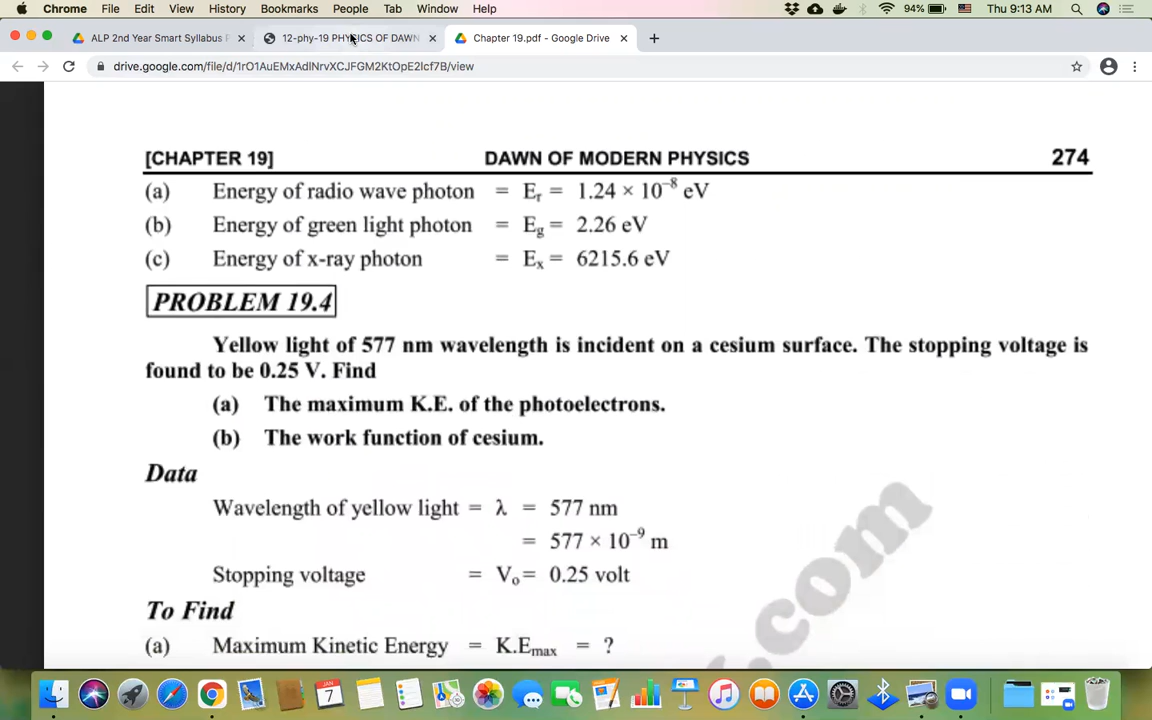 Chrome File Edit View History Bookmarks People Tab Window Help 94% Thu 9:13 AM
ALP 2nd Year Smart Syllabus P
12-phy-19 PHYSICS OF DAWN
Chapter 19.pdf - Google Drive
drive.google.com/file/d/1rO1AuEMxAdlNrvXCJFGM2KtOpE2Icf7B/view
[CHAPTER 19] DAWN OF MODERN PHYSICS 274
(a) Energy of radio wave photon = Er = 1.24 × 10⁻⁸ eV
(b) Energy of green light photon = Eg = 2.26 eV
(c) Energy of x-ray photon = Ex = 6215.6 eV
PROBLEM 19.4
Yellow light of 577 nm wavelength is incident on a cesium surface. The stopping voltage is
found to be 0.25 V. Find
(a) The maximum K.E. of the photoelectrons.
(b) The work function of cesium.
Data
Wavelength of yellow light = λ = 577 nm
= 577 × 10⁻⁹ m
Stopping voltage = Vo = 0.25 volt
To Find
(a) Maximum Kinetic Energy = K.Emax = ?
.com
JAN
7